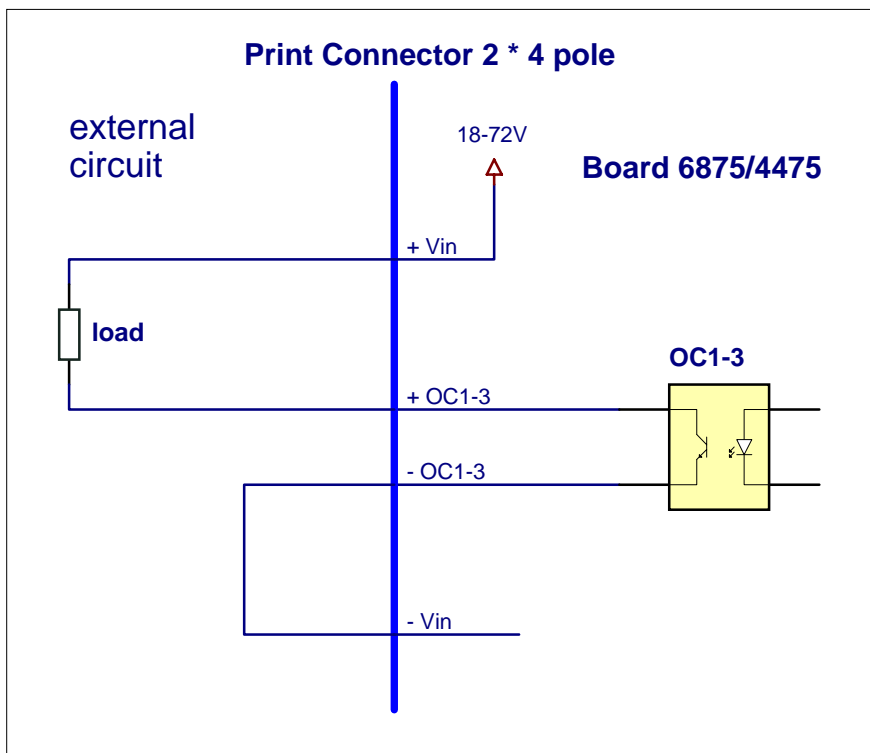 Print Connector 2 * 4 pole
external
circuit
18-72V
Board 6875/4475
+ Vin
load
OC1-3
+ OC1-3
- OC1-3
- Vin